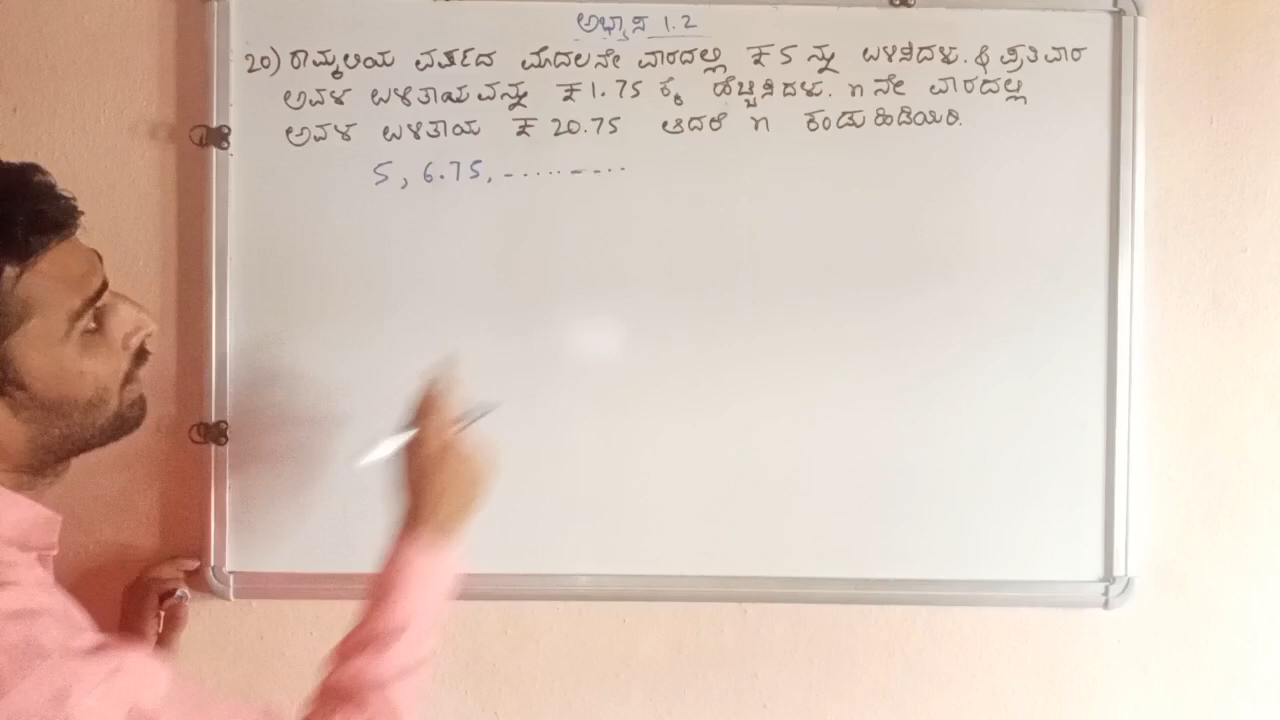 ಅಭ್ಯಾಸ 1.2
20) ರಾಮ್ಕಲಿಯ ವರ್ಷದ ಮೊದಲನೇ ವಾರದಲ್ಲಿ ₹ 5 ನ್ನು ಉಳಿಸಿದಳು. & ಪ್ರತಿವಾರ
ಅವಳ ಉಳಿತಾಯವನ್ನು ₹ 1.75 ಕ್ಕೆ ಹೆಚ್ಚಿಸಿದಳು. n ನೇ ವಾರದಲ್ಲಿ
ಅವಳ ಉಳಿತಾಯ ₹ 20.75 ಆದರೆ n ಕಂಡುಹಿಡಿಯಿರಿ.
5, 6.75, ---------